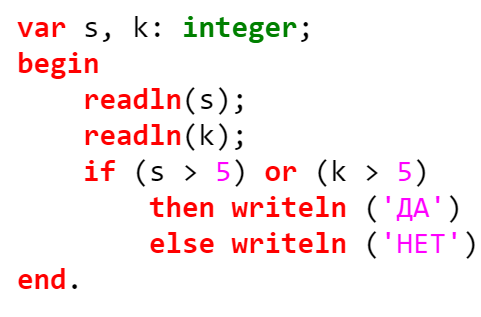 var s, k: integer;
begin
    readln(s);
    readln(k);
    if (s > 5) or (k > 5)
        then writeln ('ДА')
        else writeln ('НЕТ')
end.